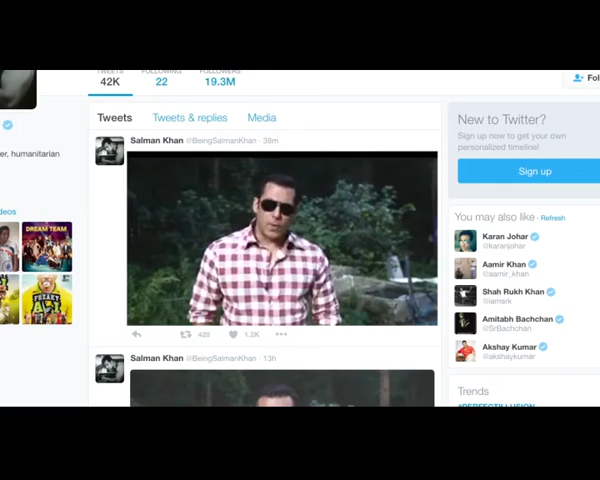 TWEETS FOLLOWING FOLLOWERS
42K 22 19.3M
Fol
Tweets Tweets & replies Media
er, humanitarian
deos
DREAM TEAM
FREAKY ALI
Salman Khan @BeingSalmanKhan · 38m
428 1.2K
Salman Khan @BeingSalmanKhan · 13h
New to Twitter?
Sign up now to get your own
personalized timeline!
Sign up
You may also like · Refresh
Karan Johar
@karanjohar
Aamir Khan
@aamir_khan
Shah Rukh Khan
@iamsrk
Amitabh Bachchan
@SrBachchan
Akshay Kumar
@akshaykumar
Trends
#PERFECTILLUSION